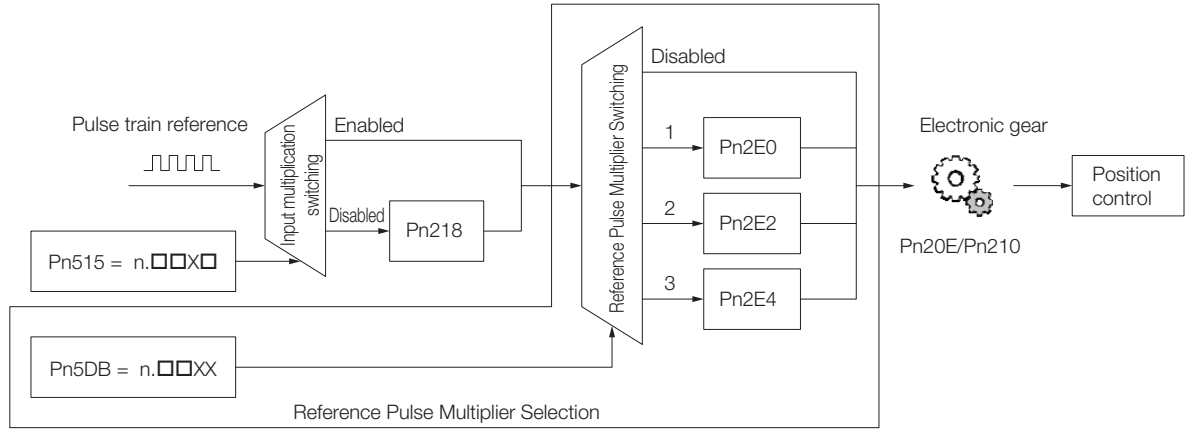 Pulse train reference
Input multiplication
switching
Enabled
Disabled
Pn218
Pn515 = n.□□X□
Reference Pulse Multiplier Switching
Disabled
1
Pn2E0
2
Pn2E2
3
Pn2E4
Electronic gear
Pn20E/Pn210
Position
control
Pn5DB = n.□□XX
Reference Pulse Multiplier Selection